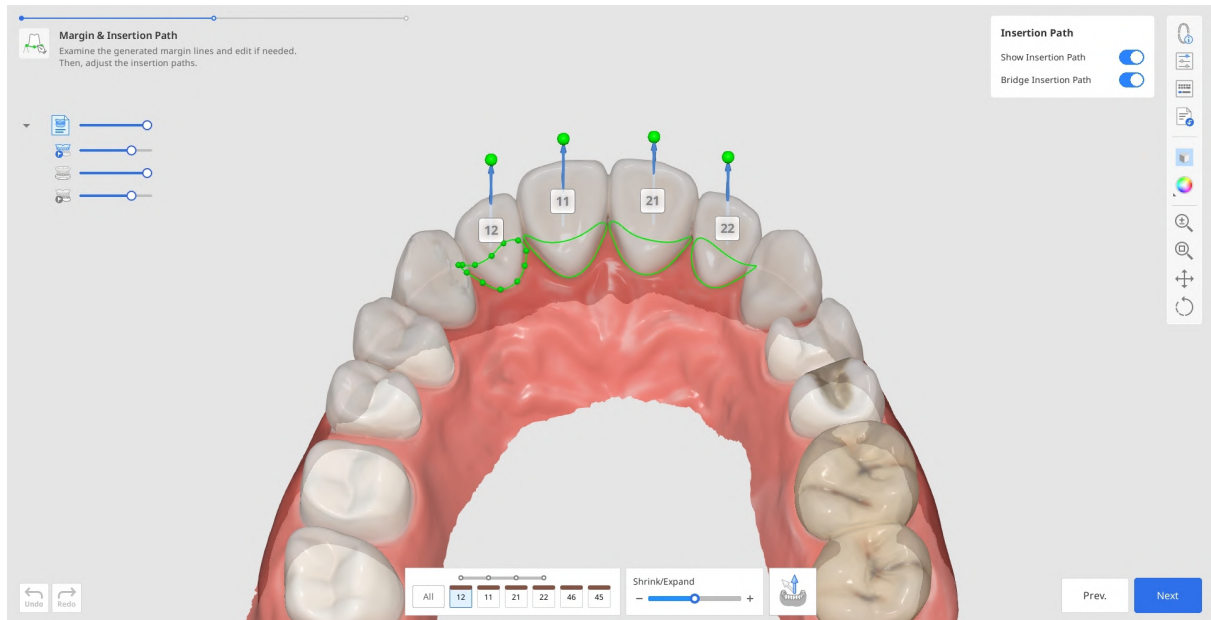 Margin & Insertion Path
Examine the generated margin lines and edit if needed.
Then, adjust the insertion paths.
Insertion Path
Show Insertion Path
Bridge Insertion Path
12
11
21
22
All
12
11
21
22
46
45
Shrink/Expand
− +
Undo
Redo
Prev.
Next